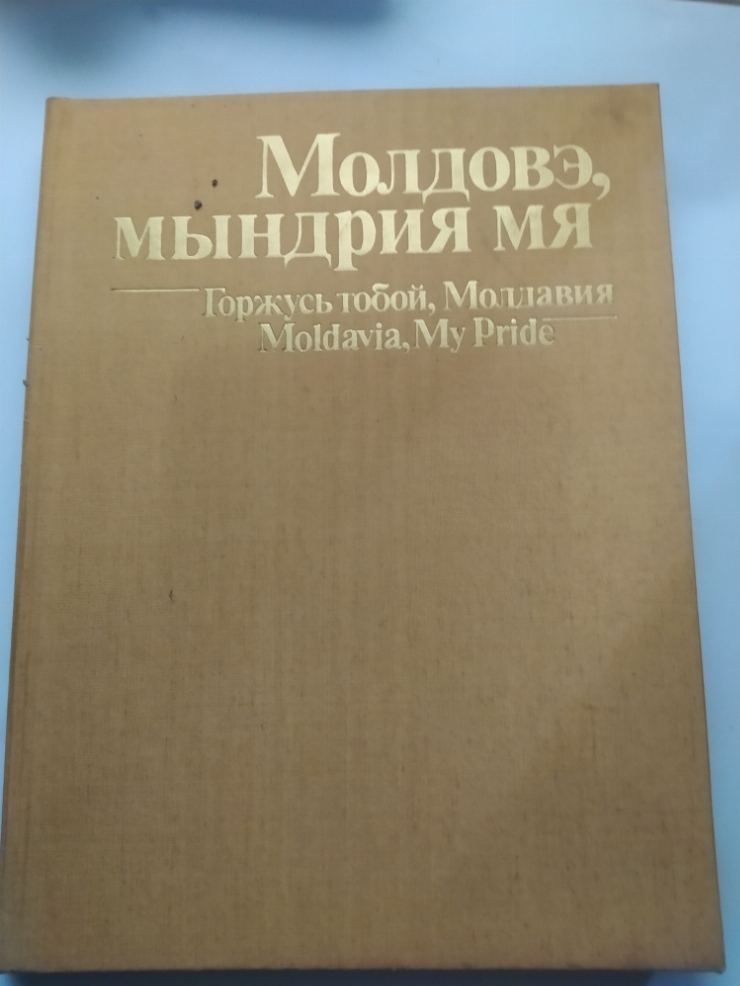 Молдовэ,
мындрия мя
Горжусь тобой, Молдавия
Moldavia, My Pride